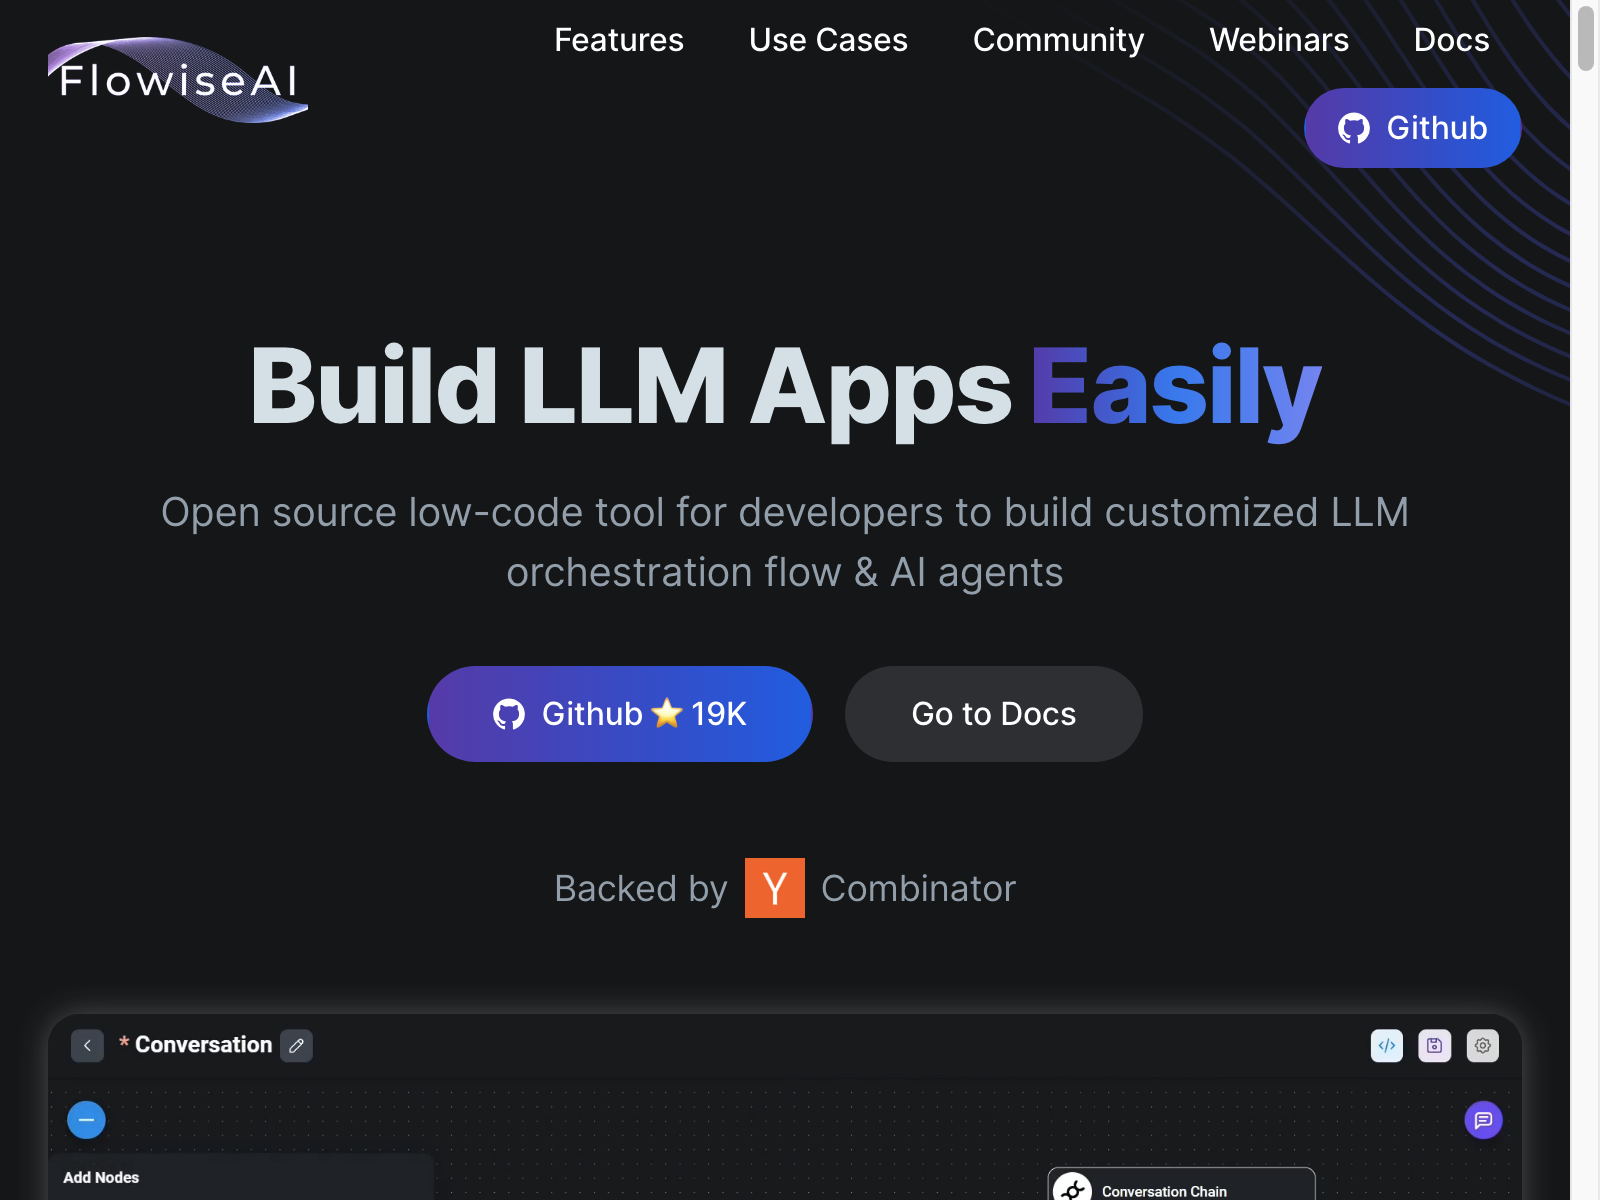 FlowiseAI
Features Use Cases Community Webinars Docs
Github
Build LLM Apps Easily
Open source low-code tool for developers to build customized LLM
orchestration flow & AI agents
Github ⭐ 19K
Go to Docs
Backed by Y Combinator
* Conversation
Add Nodes
Conversation Chain